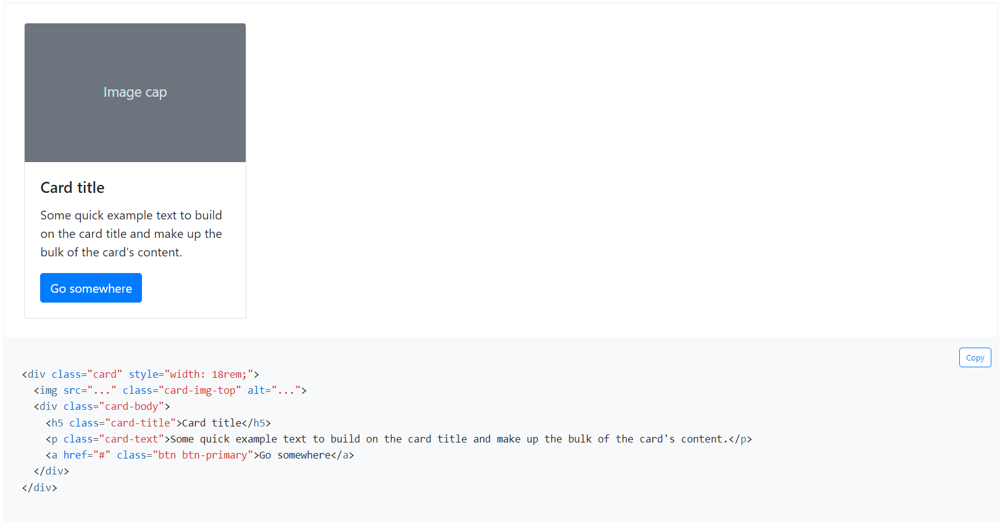 Image cap
Card title
Some quick example text to build
on the card title and make up the
bulk of the card's content.
Go somewhere
Copy
<div class="card" style="width: 18rem;">
  <img src="..." class="card-img-top" alt="...">
  <div class="card-body">
    <h5 class="card-title">Card title</h5>
    <p class="card-text">Some quick example text to build on the card title and make up the bulk of the card's content.</p>
    <a href="#" class="btn btn-primary">Go somewhere</a>
  </div>
</div>